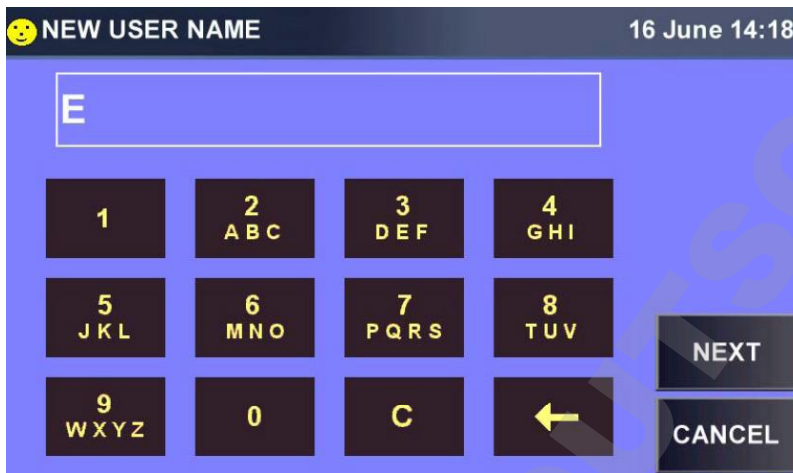 NEW USER NAME 16 June 14:18
E
1
2
ABC
3
DEF
4
GHI
5
JKL
6
MNO
7
PQRS
8
TUV
NEXT
9
WXYZ
0
C
CANCEL